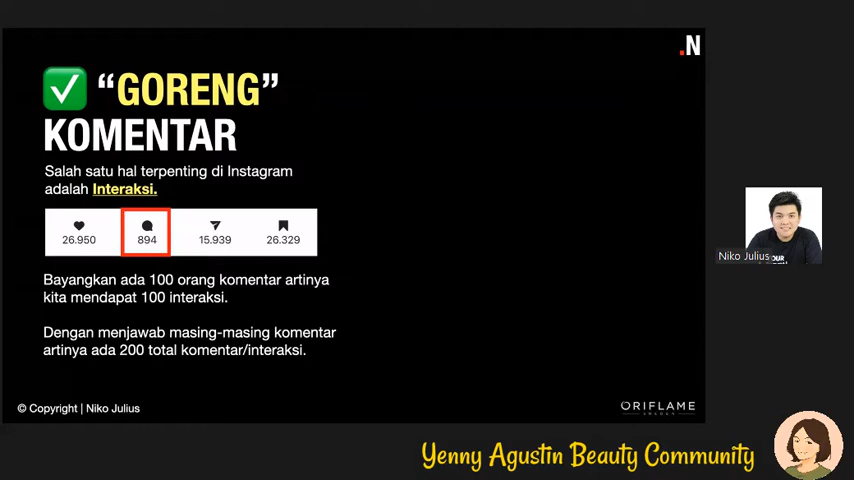 .N
“GORENG”
KOMENTAR
Salah satu hal terpenting di Instagram
adalah Interaksi.
26.950 894 15.939 26.329
Bayangkan ada 100 orang komentar artinya
kita mendapat 100 interaksi.
Dengan menjawab masing-masing komentar
artinya ada 200 total komentar/interaksi.
© Copyright | Niko Julius
ORIFLAME
SWEDEN
Niko Julius
Yenny Agustin Beauty Community